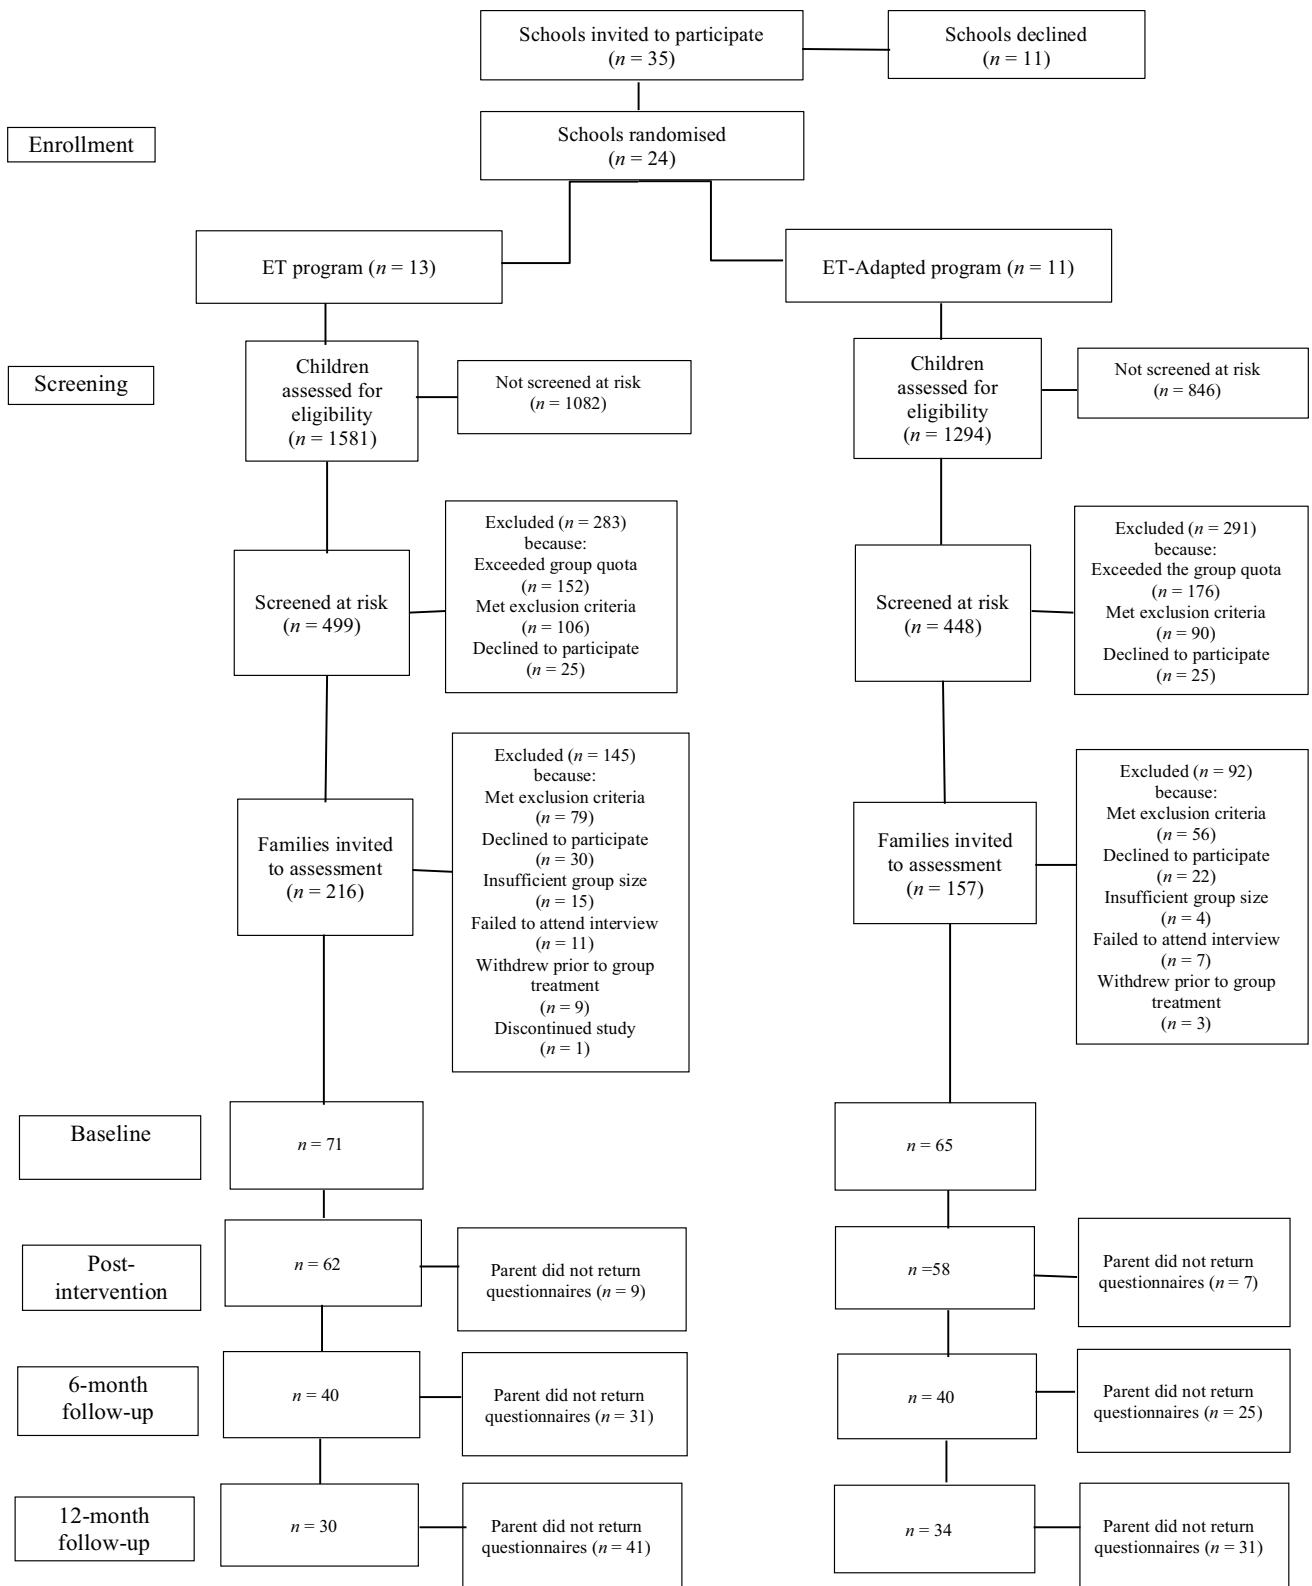 Schools invited to participate
(n = 35)
Schools declined
(n = 11)
Enrollment
Schools randomised
(n = 24)
ET program (n = 13)
ET-Adapted program (n = 11)
Screening
Children
assessed for
eligibility
(n = 1581)
Not screened at risk
(n = 1082)
Children
assessed for
eligibility
(n = 1294)
Not screened at risk
(n = 846)
Screened at risk
(n = 499)
Excluded (n = 283)
because:
Exceeded group quota
(n = 152)
Met exclusion criteria
(n = 106)
Declined to participate
(n = 25)
Screened at risk
(n = 448)
Excluded (n = 291)
because:
Exceeded the group quota
(n = 176)
Met exclusion criteria
(n = 90)
Declined to participate
(n = 25)
Families invited
to assessment
(n = 216)
Excluded (n = 145)
because:
Met exclusion criteria
(n = 79)
Declined to participate
(n = 30)
Insufficient group size
(n = 15)
Failed to attend interview
(n = 11)
Withdrew prior to group
treatment
(n = 9)
Discontinued study
(n = 1)
Families invited
to assessment
(n = 157)
Excluded (n = 92)
because:
Met exclusion criteria
(n = 56)
Declined to participate
(n = 22)
Insufficient group size
(n = 4)
Failed to attend interview
(n = 7)
Withdrew prior to group
treatment
(n = 3)
Baseline
n = 71
n = 65
Post-
intervention
n = 62
Parent did not return
questionnaires (n = 9)
n =58
Parent did not return
questionnaires (n = 7)
6-month
follow-up
n = 40
Parent did not return
questionnaires (n = 31)
n = 40
Parent did not return
questionnaires (n = 25)
12-month
follow-up
n = 30
Parent did not return
questionnaires (n = 41)
n = 34
Parent did not return
questionnaires (n = 31)